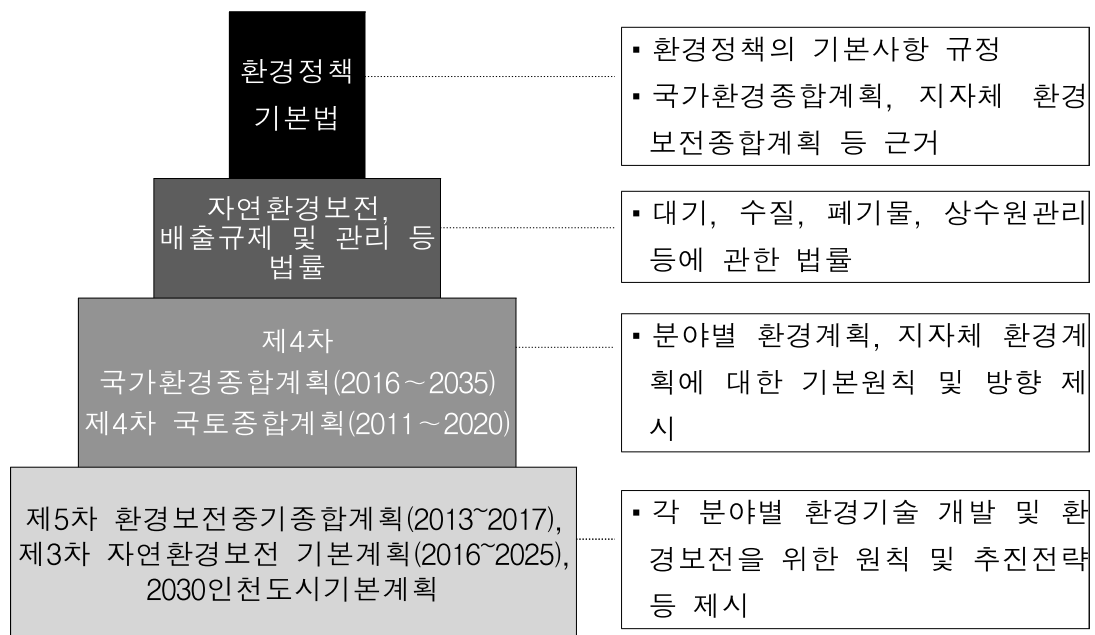 환경정책
기본법
▪ 환경정책의 기본사항 규정
▪ 국가환경종합계획, 지자체 환경
보전종합계획 등 근거
자연환경보전,
배출규제 및 관리 등
법률
▪ 대기, 수질, 폐기물, 상수원관리
등에 관한 법률
제4차
국가환경종합계획(2016～2035)
제4차 국토종합계획(2011～2020)
▪ 분야별 환경계획, 지자체 환경계
획에 대한 기본원칙 및 방향 제
시
제5차 환경보전중기종합계획(2013~2017),
제3차 자연환경보전 기본계획(2016~2025),
2030인천도시기본계획
▪ 각 분야별 환경기술 개발 및 환
경보전을 위한 원칙 및 추진전략
등 제시